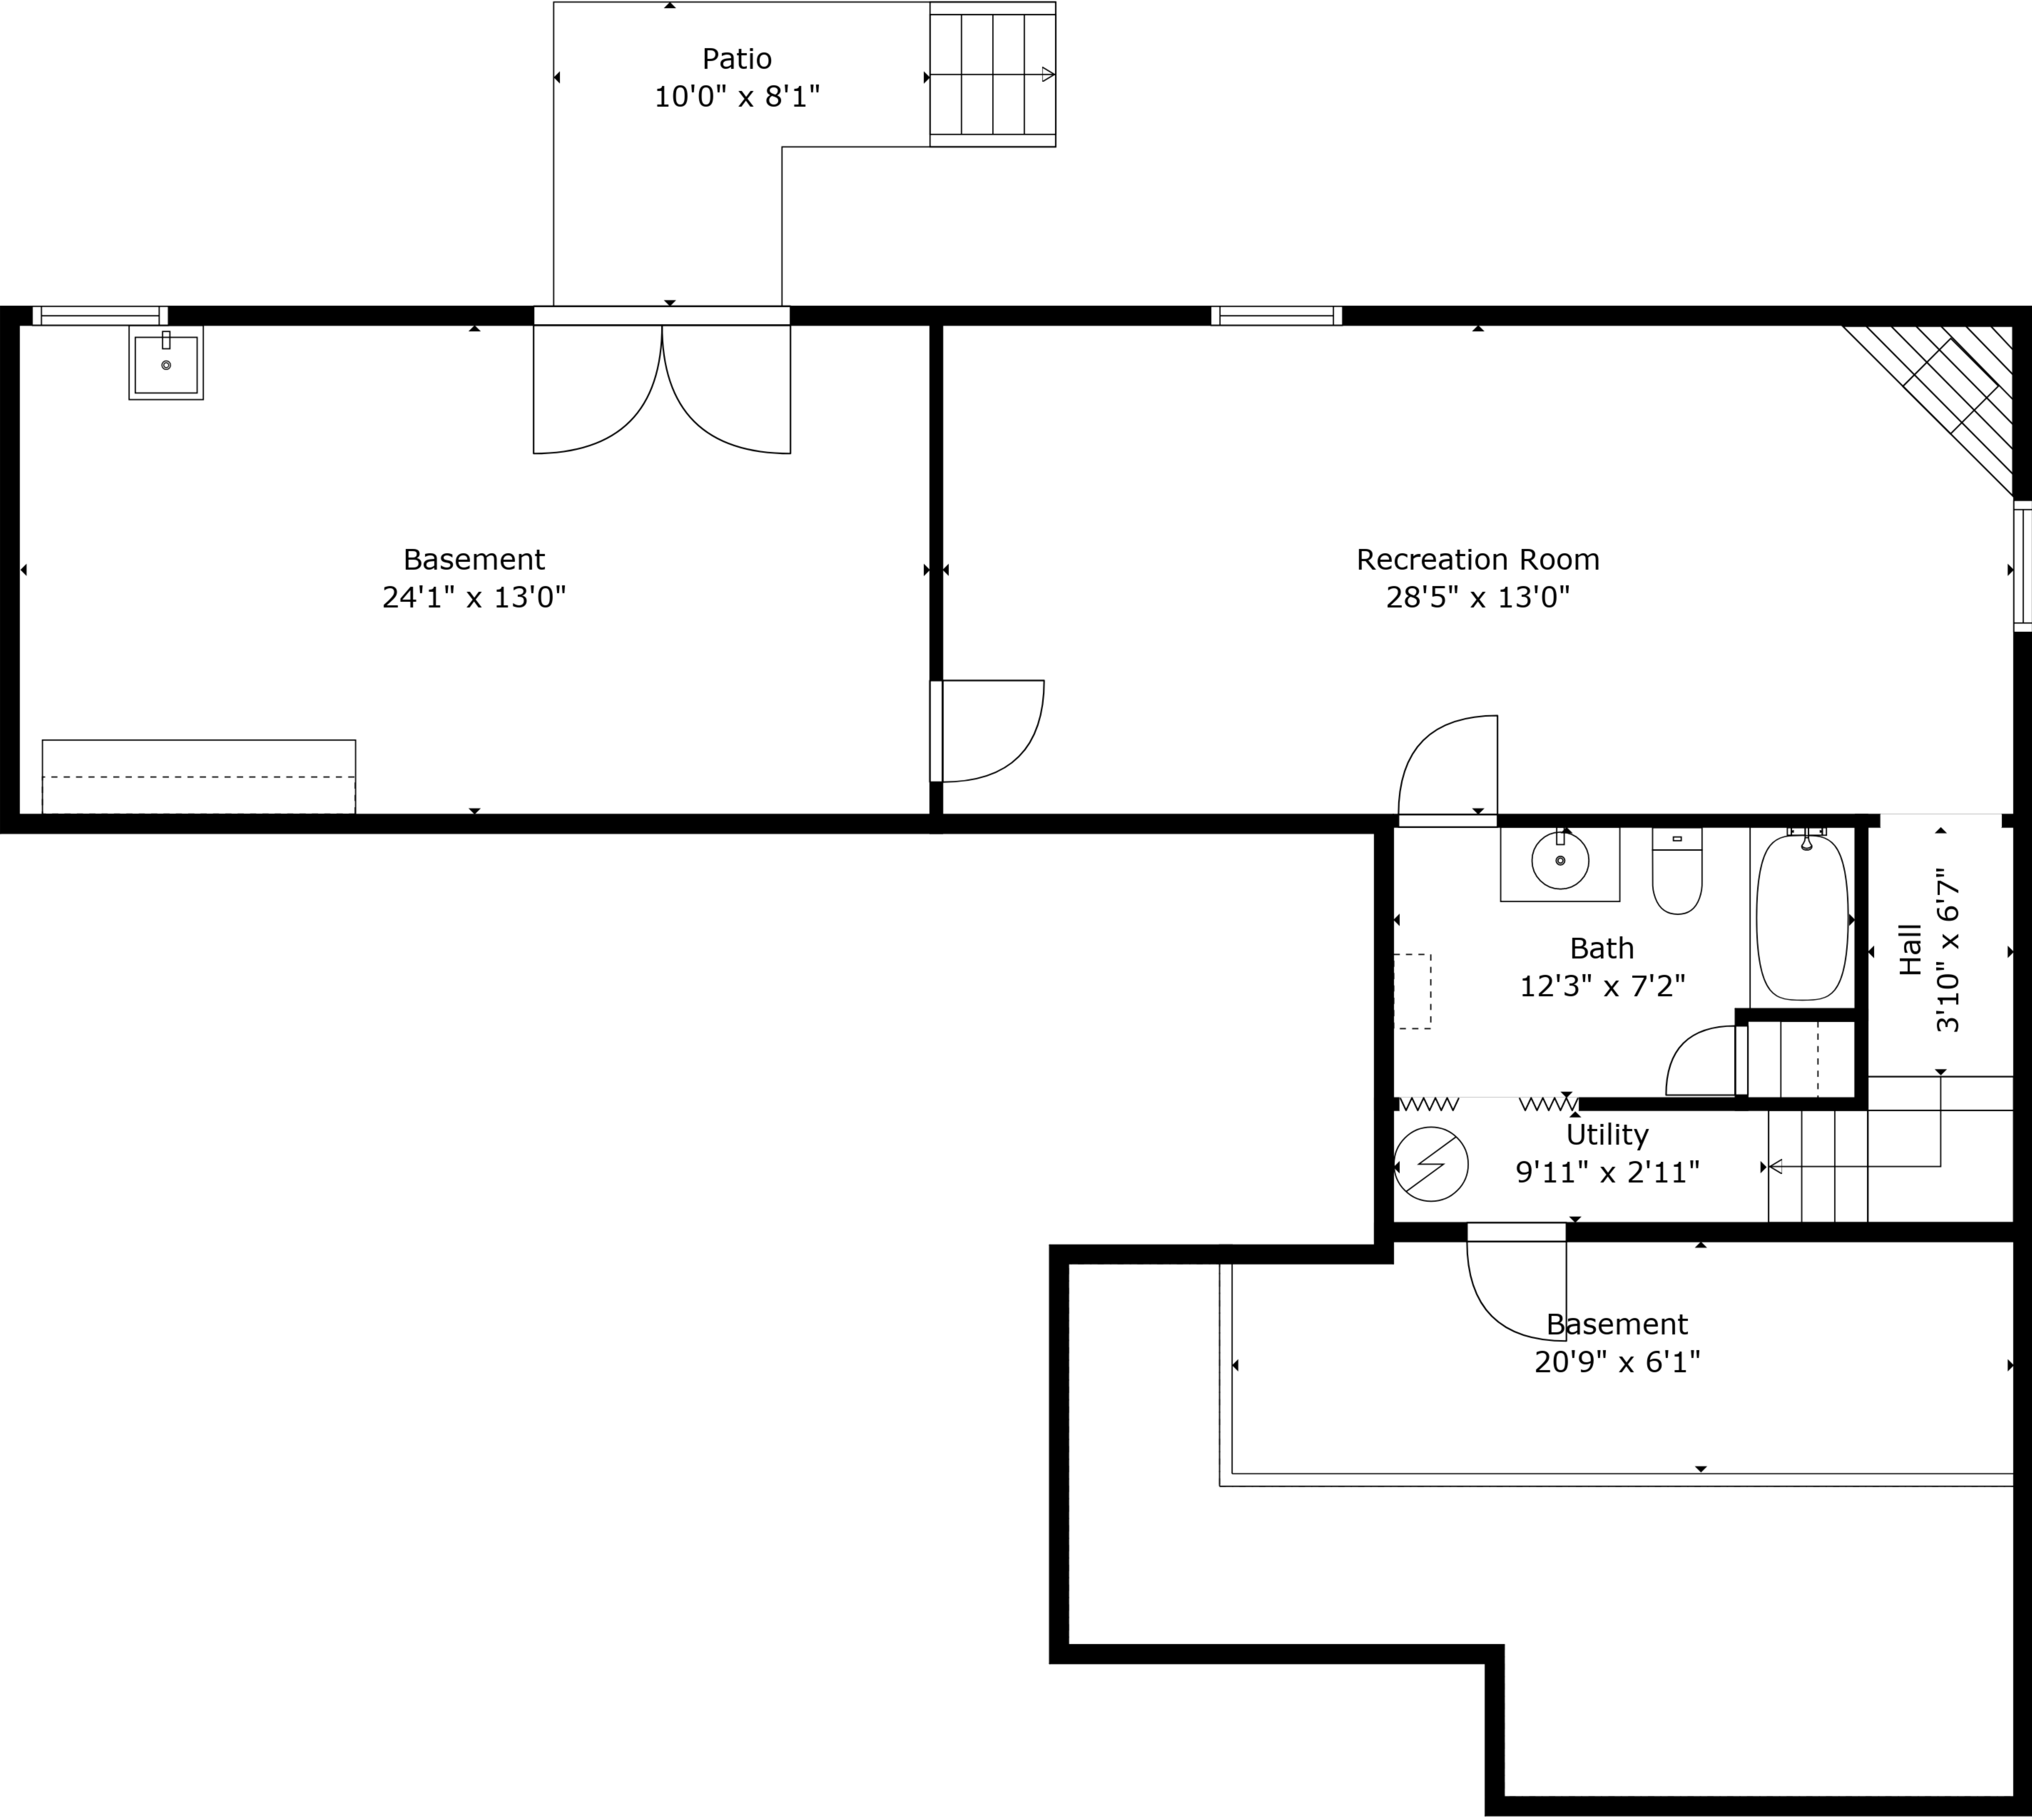 Patio
10'0" x 8'1"
Basement
24'1" x 13'0"
Recreation Room
28'5" x 13'0"
Bath
12'3" x 7'2"
Hall
3'10" x 6'7"
Utility
9'11" x 2'11"
Basement
20'9" x 6'1"